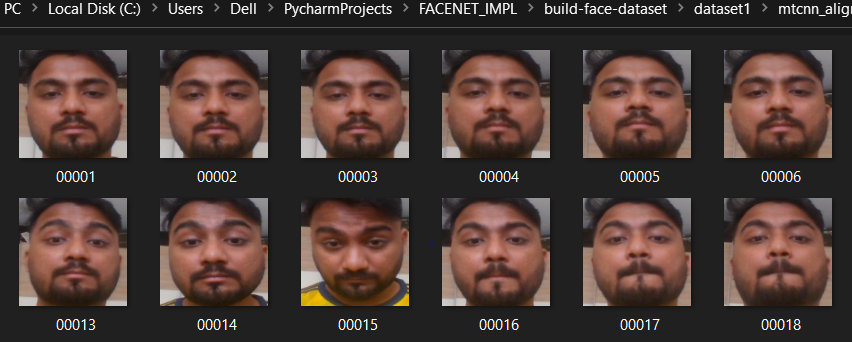 PC > Local Disk (C:) > Users > Dell > PycharmProjects > FACENET_IMPL > build-face-dataset > dataset1 > mtcnn_alig
00001 00002 00003 00004 00005 00006
00013 00014 00015 00016 00017 00018